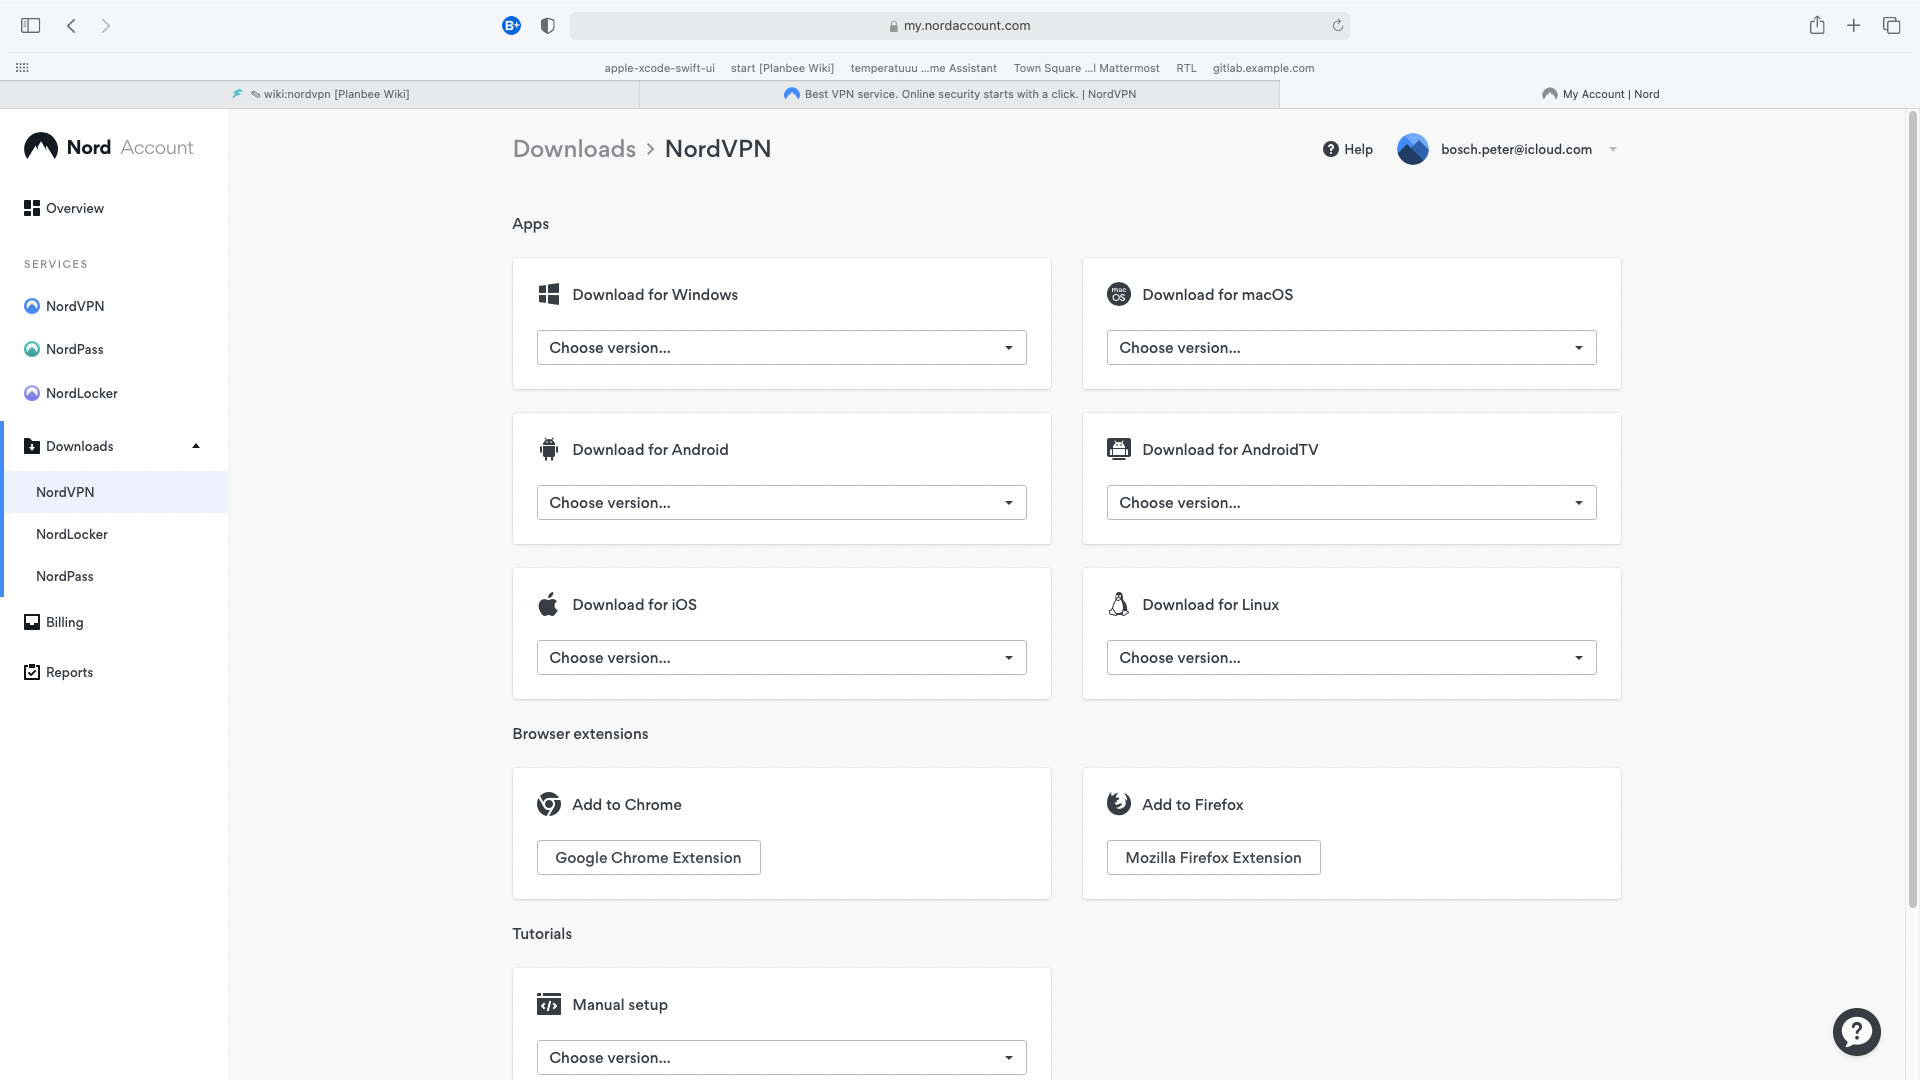 B+
my.nordaccount.com
apple-xcode-swift-ui start [Planbee Wiki] temperatuuu ...me Assistant Town Square ...l Mattermost RTL gitlab.example.com
✎ wiki:nordvpn [Planbee Wiki] Best VPN service. Online security starts with a click. | NordVPN My Account | Nord
Nord Account
Downloads > NordVPN
? Help bosch.peter@icloud.com
Overview
SERVICES
NordVPN
NordPass
NordLocker
Downloads
NordVPN
NordLocker
NordPass
Billing
Reports
Apps
Download for Windows
Choose version...
mac
OS
Download for macOS
Choose version...
Download for Android
Choose version...
Download for AndroidTV
Choose version...
Download for iOS
Choose version...
Download for Linux
Choose version...
Browser extensions
Add to Chrome
Google Chrome Extension
Add to Firefox
Mozilla Firefox Extension
Tutorials
</> Manual setup
Choose version...
?